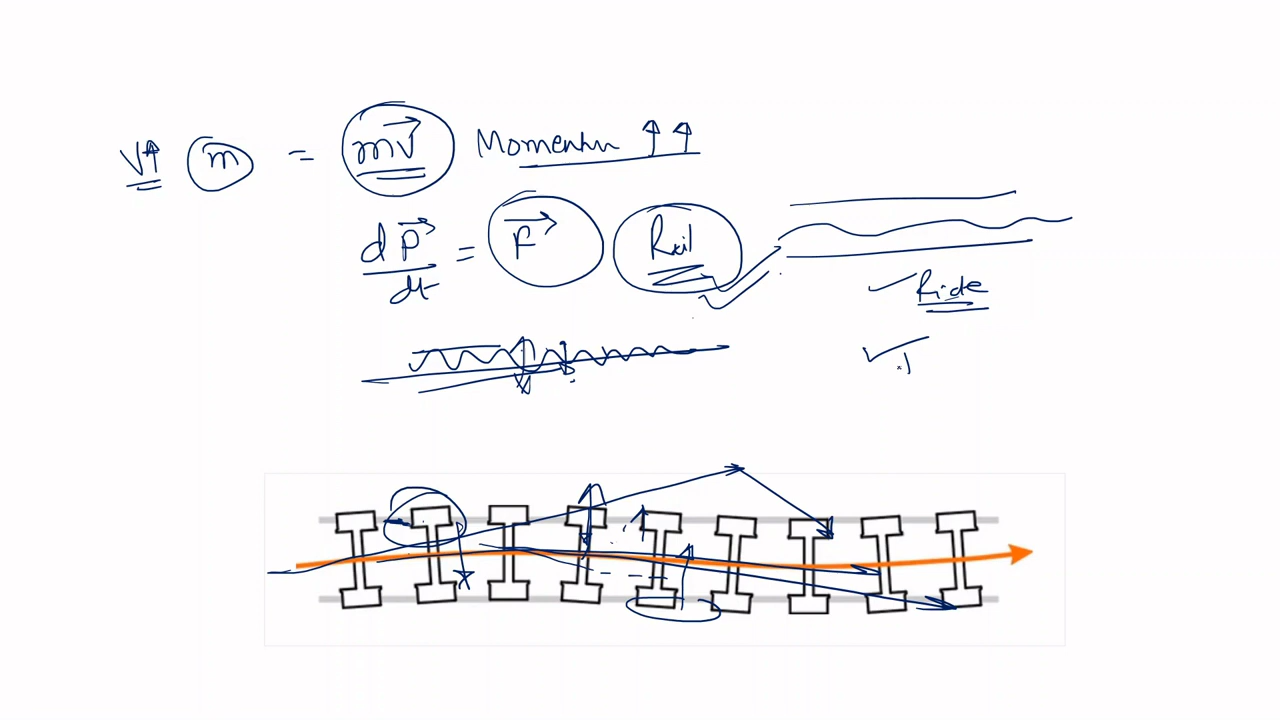 V↑ m = mv⃗ Momentum ↑↑
dP⃗/dt = F⃗ Rail
Ride